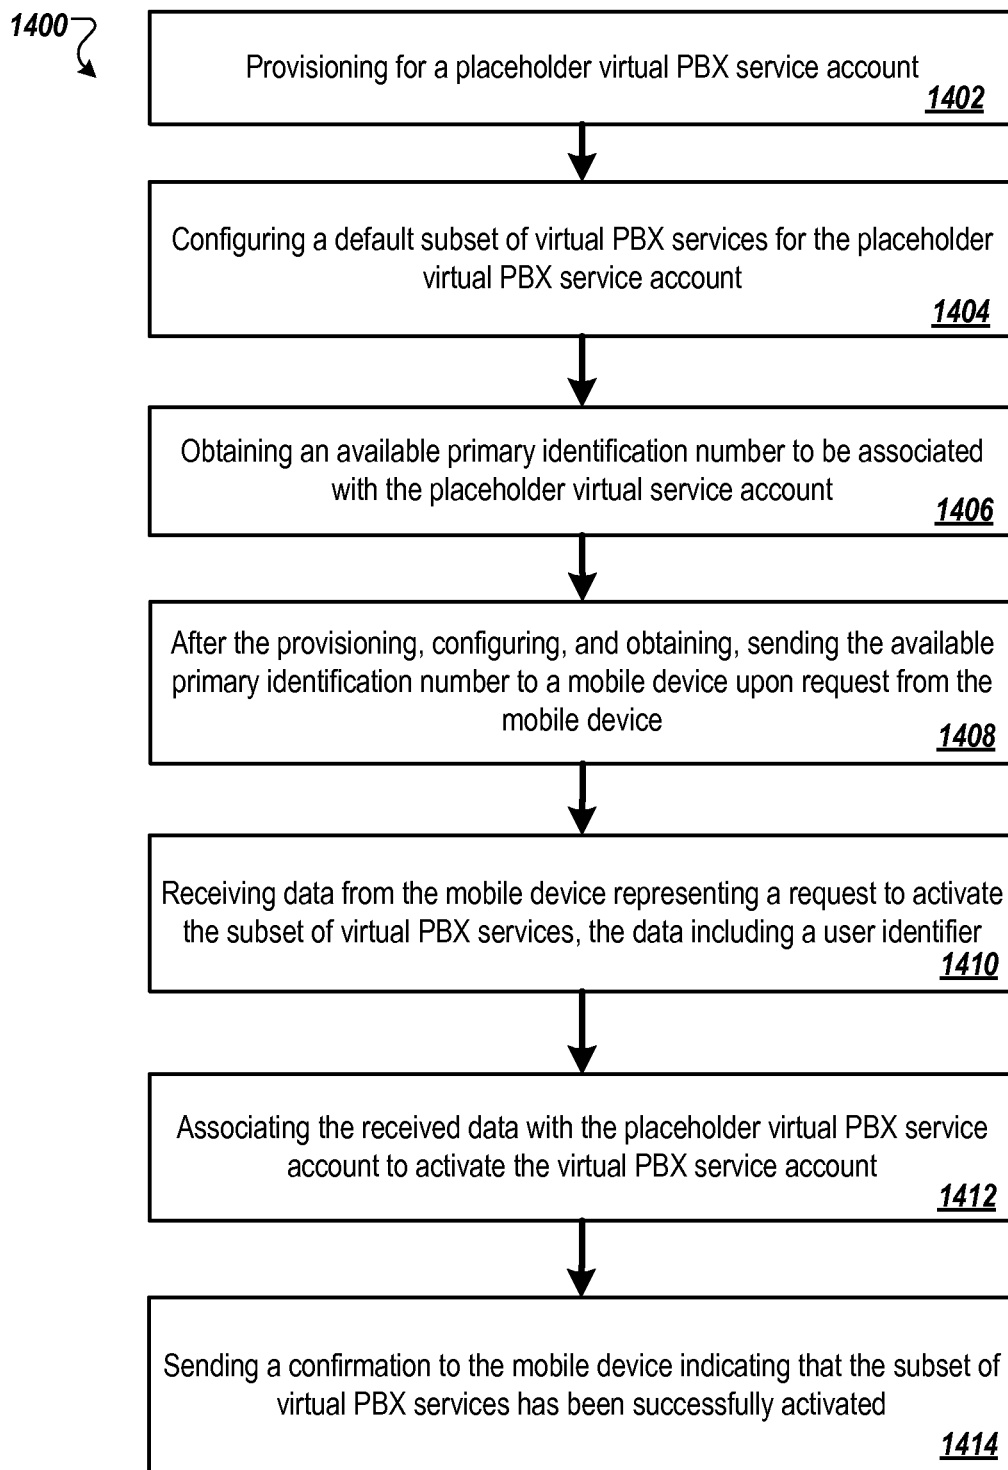 1400
Provisioning for a placeholder virtual PBX service account
1402
Configuring a default subset of virtual PBX services for the placeholder
virtual PBX service account
1404
Obtaining an available primary identification number to be associated
with the placeholder virtual service account
1406
After the provisioning, configuring, and obtaining, sending the available
primary identification number to a mobile device upon request from the
mobile device
1408
Receiving data from the mobile device representing a request to activate
the subset of virtual PBX services, the data including a user identifier
1410
Associating the received data with the placeholder virtual PBX service
account to activate the virtual PBX service account
1412
Sending a confirmation to the mobile device indicating that the subset of
virtual PBX services has been successfully activated
1414